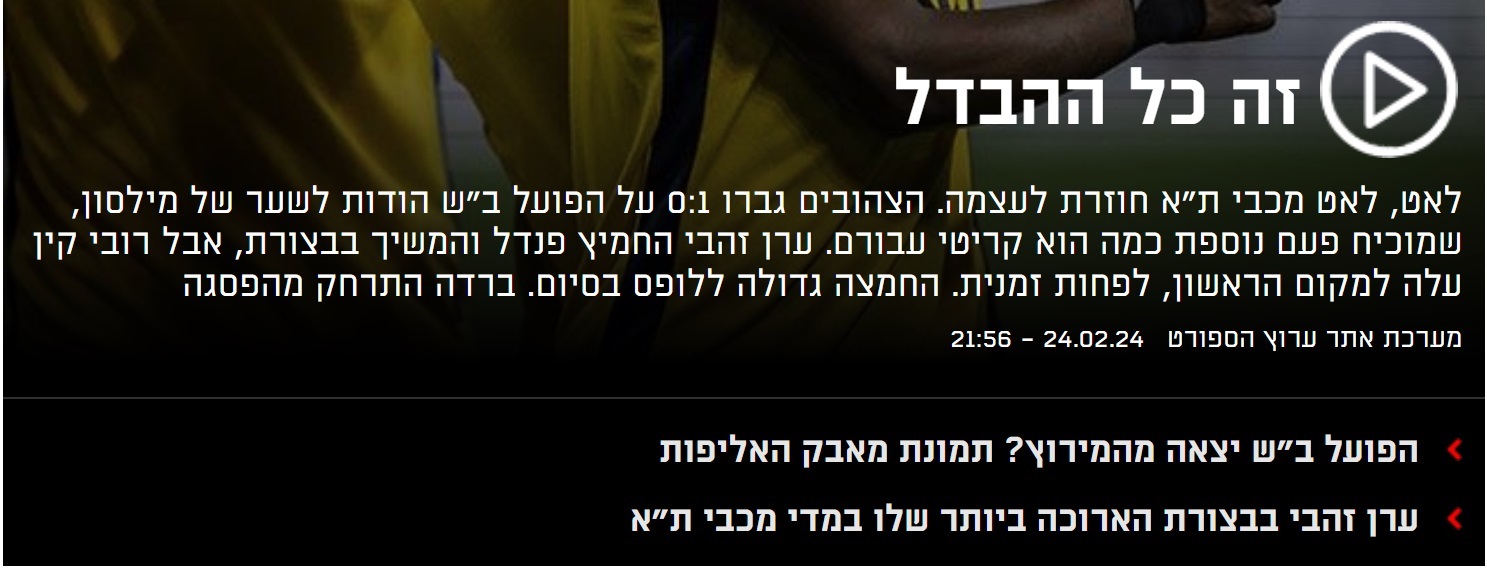 זה כל ההבדל
לאט, לאט מכבי ת״א חוזרת לעצמה. הצהובים גברו 0:1 על הפועל ב״ש הודות לשער של מילסון,
שמוכיח פעם נוספת כמה הוא קריטי עבורם. ערן זהבי החמיץ פנדל והמשיך בבצורת, אבל רובי קין
עלה למקום הראשון, לפחות זמנית. החמצה גדולה ללופס בסיום. ברדה התרחק מהפסגה
מערכת אתר ערוץ הספורט 24.02.24 - 21:56
הפועל ב״ש יצאה מהמירוץ? תמונת מאבק האליפות
ערן זהבי בבצורת הארוכה ביותר שלו במדי מכבי ת״א